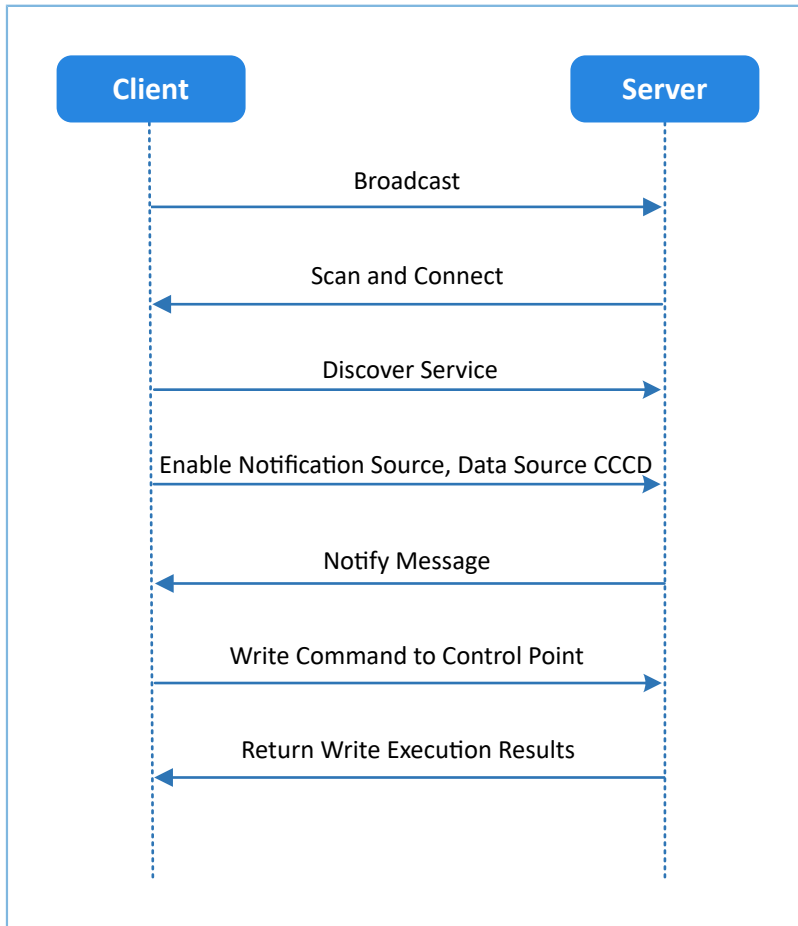 Client
Server
Broadcast
Scan and Connect
Discover Service
Enable Notification Source, Data Source CCCD
Notify Message
Write Command to Control Point
Return Write Execution Results